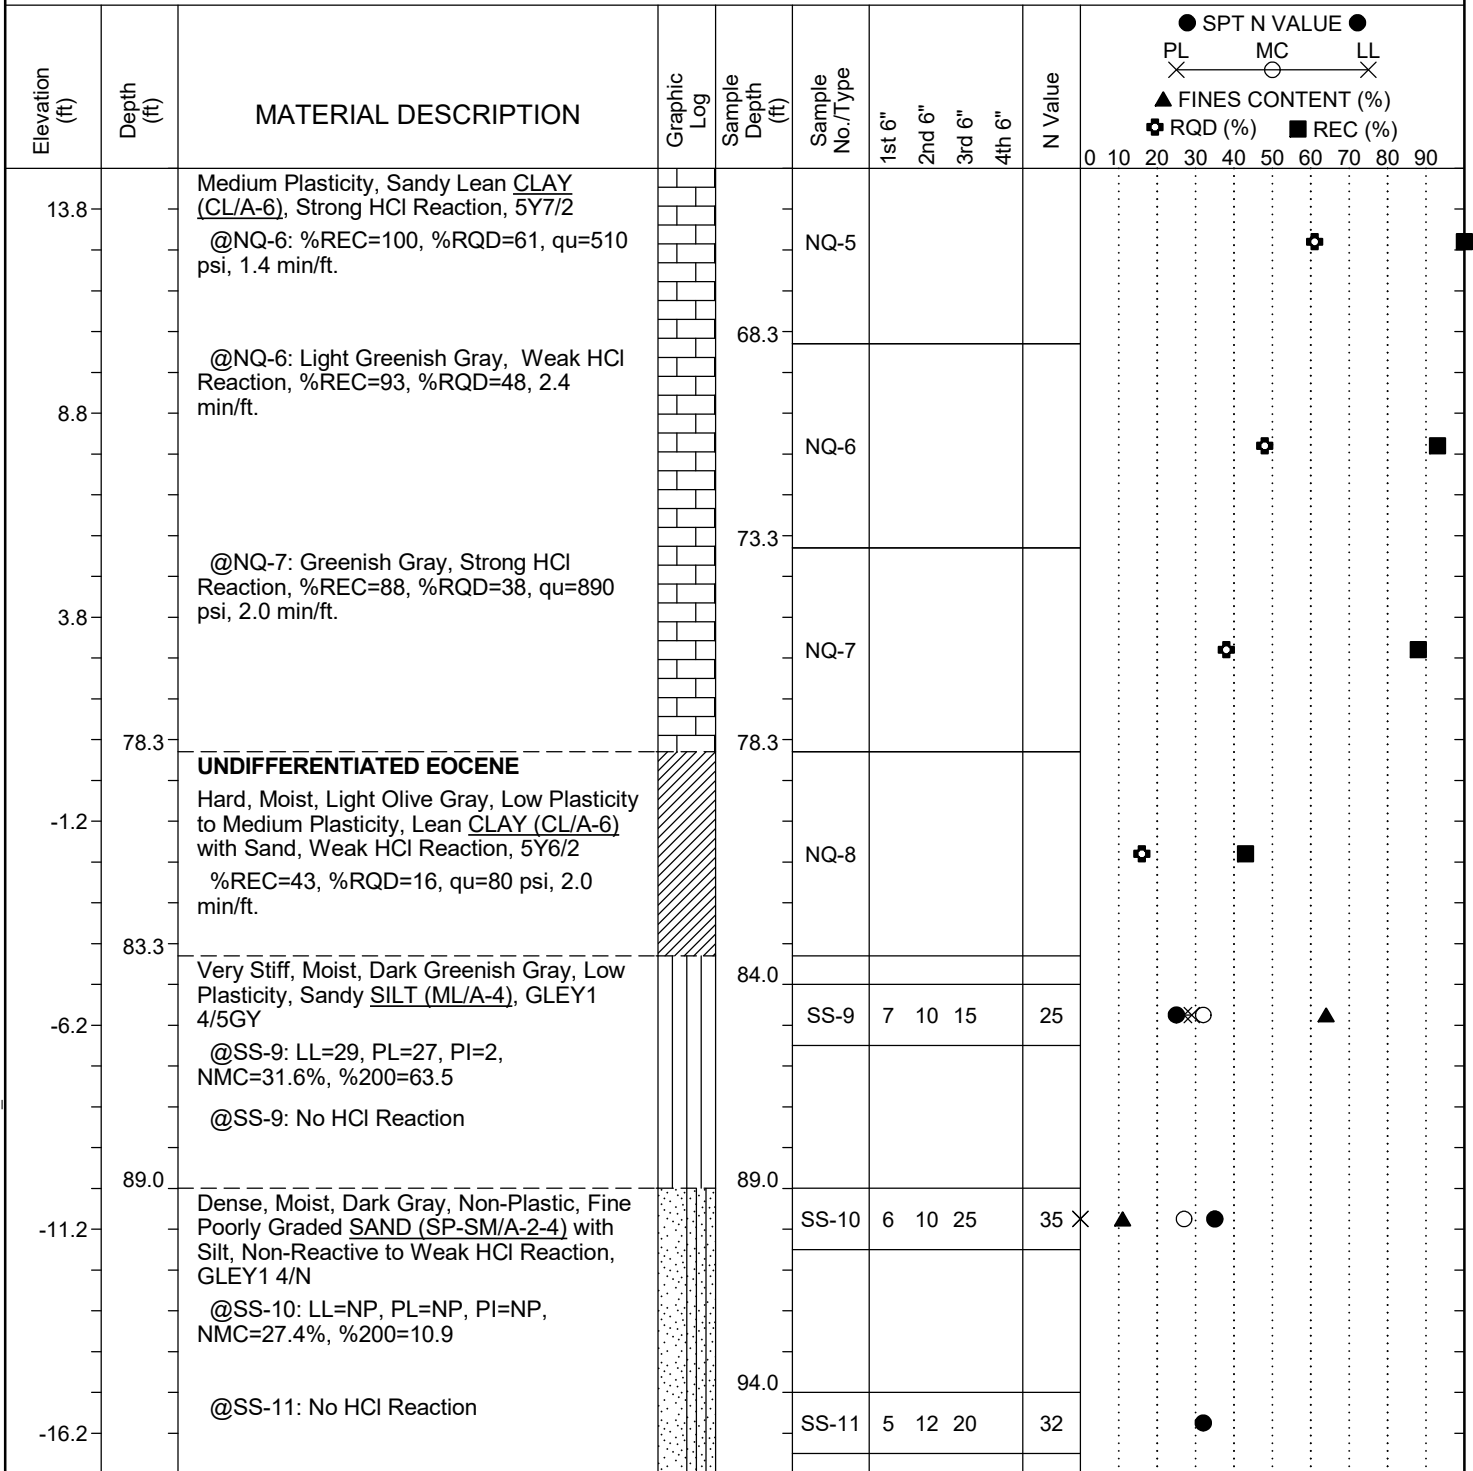 Elevation (ft)
Depth (ft)
MATERIAL DESCRIPTION
Graphic Log
Sample Depth (ft)
Sample No./Type
1st 6"
2nd 6"
3rd 6"
4th 6"
N Value
SPT N VALUE
PL MC LL
FINES CONTENT (%)
RQD (%) REC (%)
0 10 20 30 40 50 60 70 80 90
Medium Plasticity, Sandy Lean CLAY
(CL/A-6), Strong HCl Reaction, 5Y7/2
13.8
@NQ-6: %REC=100, %RQD=61, qu=510
psi, 1.4 min/ft.
NQ-5
68.3
@NQ-6: Light Greenish Gray, Weak HCl
Reaction, %REC=93, %RQD=48, 2.4
min/ft.
8.8
NQ-6
73.3
@NQ-7: Greenish Gray, Strong HCl
Reaction, %REC=88, %RQD=38, qu=890
psi, 2.0 min/ft.
3.8
NQ-7
78.3
78.3
UNDIFFERENTIATED EOCENE
Hard, Moist, Light Olive Gray, Low Plasticity
to Medium Plasticity, Lean CLAY (CL/A-6)
with Sand, Weak HCl Reaction, 5Y6/2
-1.2
NQ-8
%REC=43, %RQD=16, qu=80 psi, 2.0
min/ft.
83.3
Very Stiff, Moist, Dark Greenish Gray, Low
Plasticity, Sandy SILT (ML/A-4), GLEY1
4/5GY
84.0
-6.2
SS-9 7 10 15 25
@SS-9: LL=29, PL=27, PI=2,
NMC=31.6%, %200=63.5
@SS-9: No HCl Reaction
89.0
89.0
Dense, Moist, Dark Gray, Non-Plastic, Fine
Poorly Graded SAND (SP-SM/A-2-4) with
Silt, Non-Reactive to Weak HCl Reaction,
GLEY1 4/N
-11.2
SS-10 6 10 25 35
@SS-10: LL=NP, PL=NP, PI=NP,
NMC=27.4%, %200=10.9
94.0
@SS-11: No HCl Reaction
SS-11 5 12 20 32
-16.2